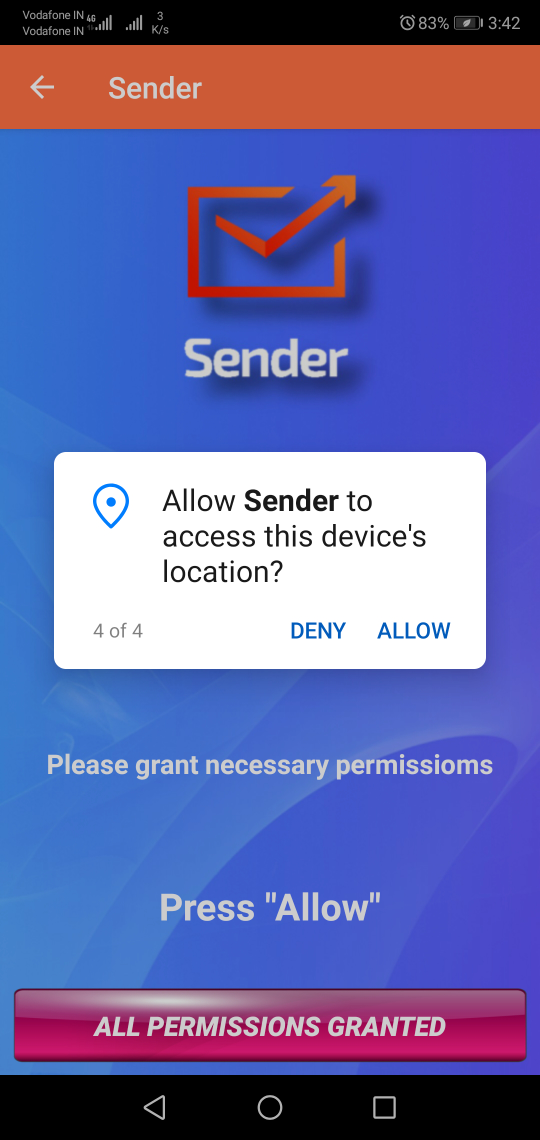 Vodafone IN 4G 3 83% 3:42
Vodafone IN K/s
Sender
Sender
Allow Sender to
access this device's
location?
4 of 4 DENY ALLOW
Please grant necessary permissioms
Press "Allow"
ALL PERMISSIONS GRANTED